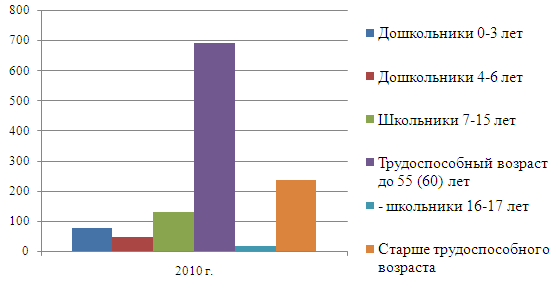 800
700
600
500
400
300
200
100
0
2010 г.
Дошкольники 0-3 лет
Дошкольники 4-6 лет
Школьники 7-15 лет
Трудоспособный возраст
до 55 (60) лет
- школьники 16-17 лет
Старше трудоспособного
возраста